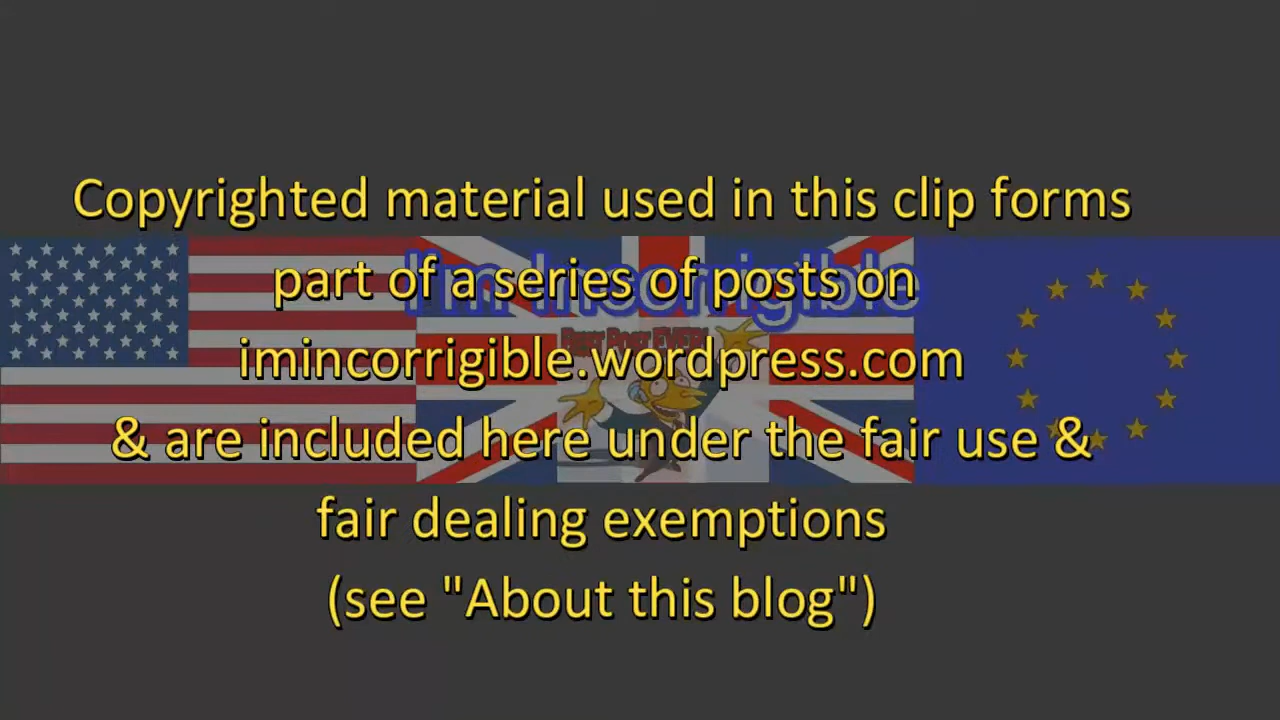 Copyrighted material used in this clip forms
part of a series of posts on
I'm Incorrigible
imincorrigible.wordpress.com
& are included here under the fair use &
fair dealing exemptions
(see "About this blog")